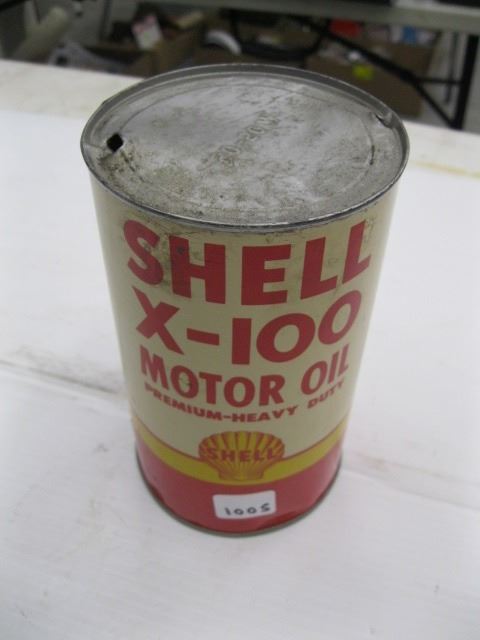 SHELL
X-100
MOTOR OIL
PREMIUM-HEAVY DUTY
SHELL
1005